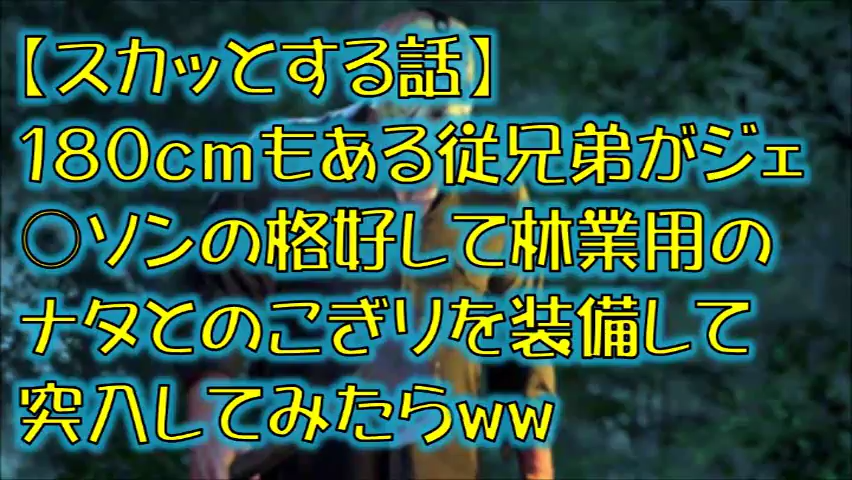 【スカッとする話】
180cmもある従兄弟がジェ
○ソンの格好して林業用の
ナタとのこぎりを装備して
突入してみたらww